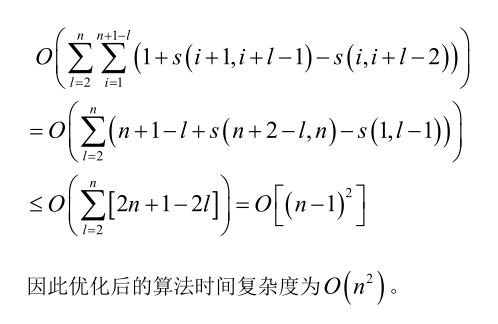 O(∑_{l=2}^{n} ∑_{i=1}^{n+1-l} (1+s(i+1,i+l-1)-s(i,i+l-2)))
=O(∑_{l=2}^{n} (n+1-l+s(n+2-l,n)-s(1,l-1)))
≤O(∑_{l=2}^{n} [2n+1-2l])=O[(n-1)^2]
因此优化后的算法时间复杂度为O(n^2)。